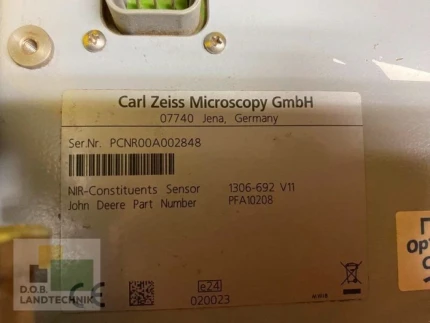 Carl Zeiss Microscopy GmbH
07740 Jena, Germany
Ser.Nr. PCNR00A002848
NIR-Constituents Sensor 1306-692 V11
John Deere Part Number PFA10208
e24
020023
D.O.B.
LANDTECHNIK
CE